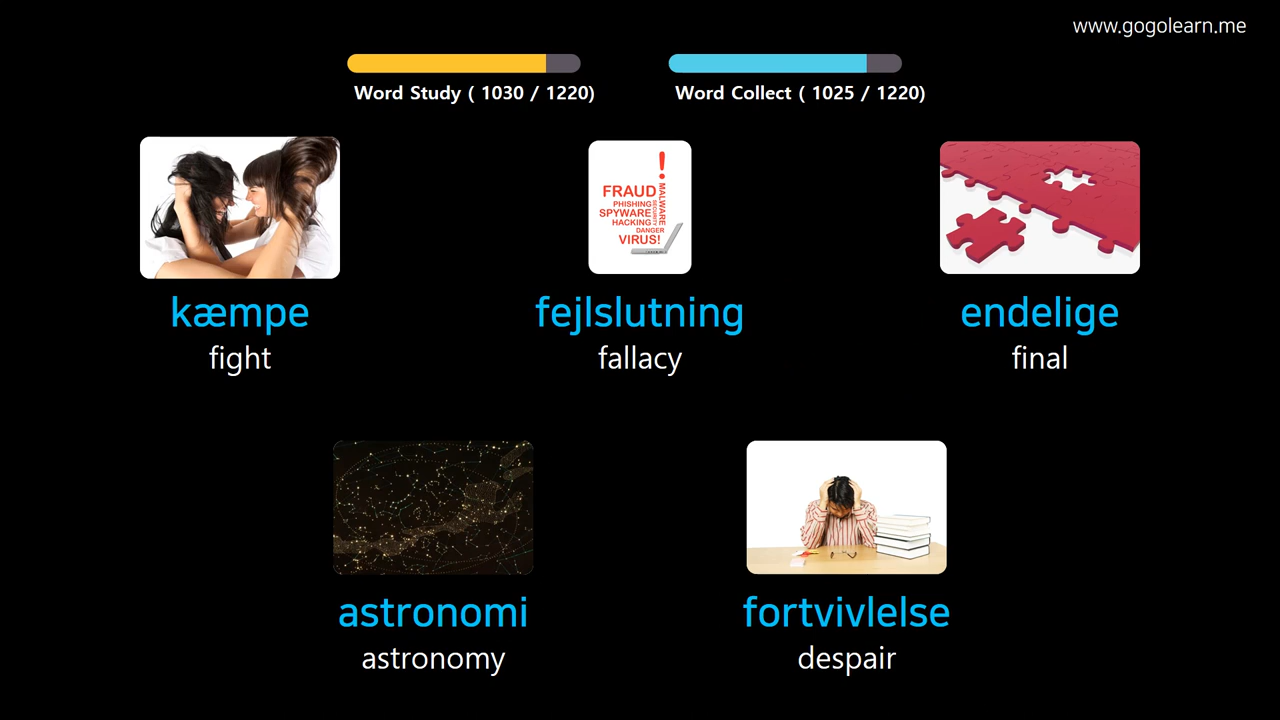 www.gogolearn.me
Word Study ( 1030 / 1220)
Word Collect ( 1025 / 1220)
!
FRAUD
PHISHING
SPYWARE
HACKING
DANGER
VIRUS!
MALWARE
SECURITY
kæmpe
fight
fejlslutning
fallacy
endelige
final
astronomi
astronomy
fortvivlelse
despair